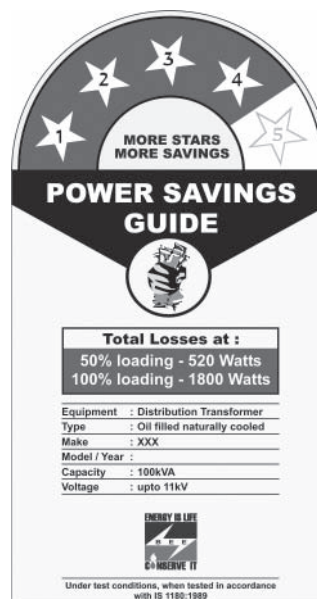 1 2 3 4 5
MORE STARS
MORE SAVINGS
POWER SAVINGS
GUIDE
Total Losses at :
50% loading - 520 Watts
100% loading - 1800 Watts
Equipment : Distribution Transformer
Type : Oil filled naturally cooled
Make : XXX
Model / Year :
Capacity : 100kVA
Voltage : upto 11kV
ENERGY IS LIFE
BEE
CONSERVE IT
Under test conditions, when tested in accordance
with IS 1180:1989